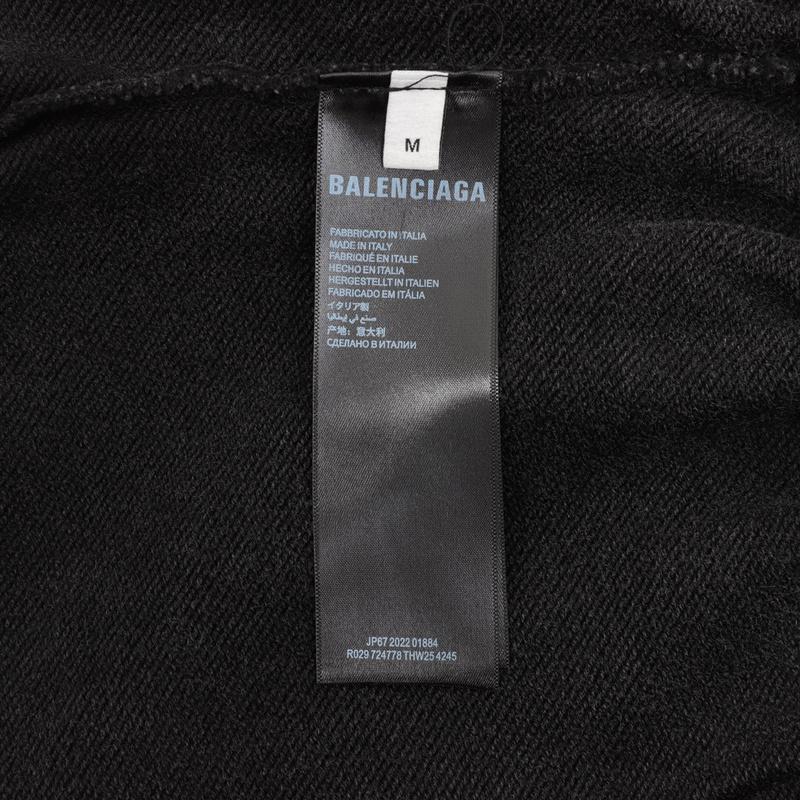 M
BALENCIAGA
FABBRICATO IN ITALIA
MADE IN ITALY
FABRIQUÉ EN ITALIE
HECHO EN ITALIA
HERGESTELLT IN ITALIEN
FABRICADO EM ITÁLIA
イタリア製
صنع في إيطاليا
产地：意大利
СДЕЛАНО В ИТАЛИИ
JP67 2022 01884
R029 724778 THW25 4245